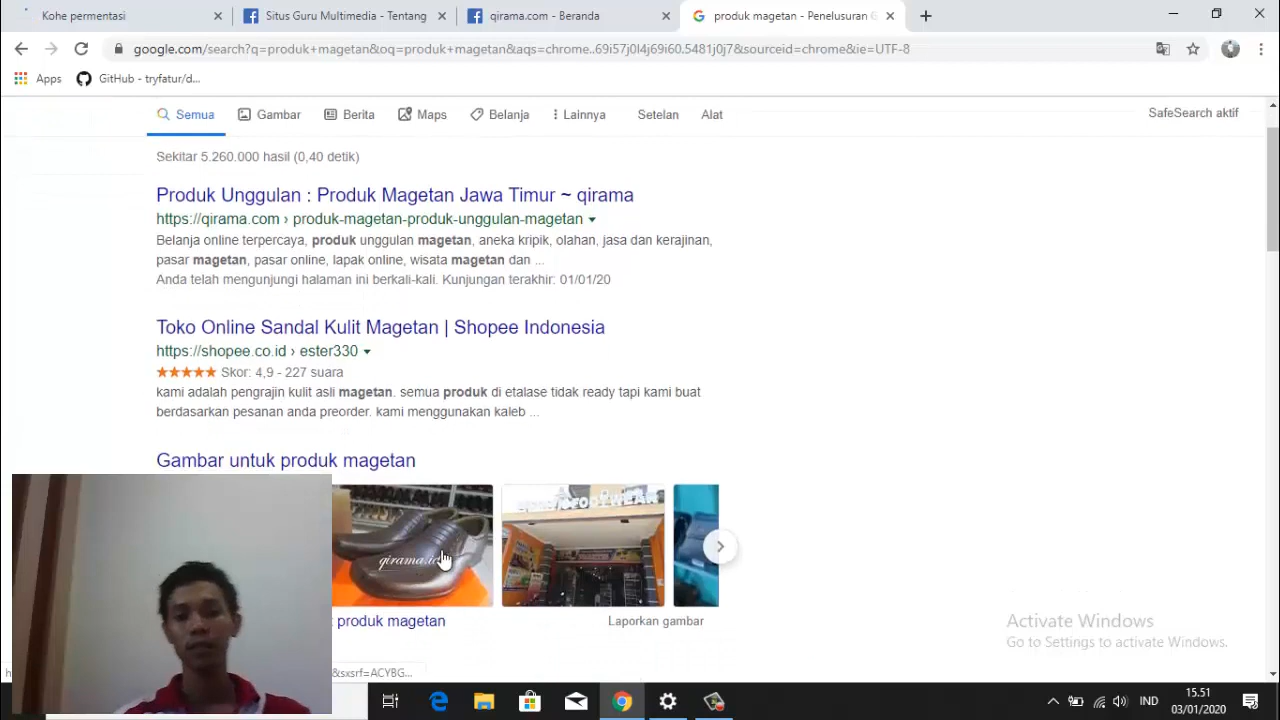 Kohe permentasi
Situs Guru Multimedia - Tentang
qirama.com - Beranda
produk magetan - Penelusuran G
google.com/search?q=produk+magetan&oq=produk+magetan&aqs=chrome..69i57j0l4j69i60.5481j0j7&sourceid=chrome&ie=UTF-8
Apps
GitHub - tryfatur/d...
Semua
Gambar
Berita
Maps
Belanja
Lainnya
Setelan
Alat
SafeSearch aktif
Sekitar 5.260.000 hasil (0,40 detik)
Produk Unggulan : Produk Magetan Jawa Timur ~ qirama
https://qirama.com › produk-magetan-produk-unggulan-magetan
Belanja online terpercaya, produk unggulan magetan, aneka kripik, olahan, jasa dan kerajinan,
pasar magetan, pasar online, lapak online, wisata magetan dan ...
Anda telah mengunjungi halaman ini berkali-kali. Kunjungan terakhir: 01/01/20
Toko Online Sandal Kulit Magetan | Shopee Indonesia
https://shopee.co.id › ester330
Skor: 4,9 - 227 suara
kami adalah pengrajin kulit asli magetan. semua produk di etalase tidak ready tapi kami buat
berdasarkan pesanan anda preorder. kami menggunakan kaleb ...
Gambar untuk produk magetan
qirama.id
produk magetan
Laporkan gambar
Activate Windows
Go to Settings to activate Windows.
&sxsrf=ACYBG...
IND
15.51
03/01/2020